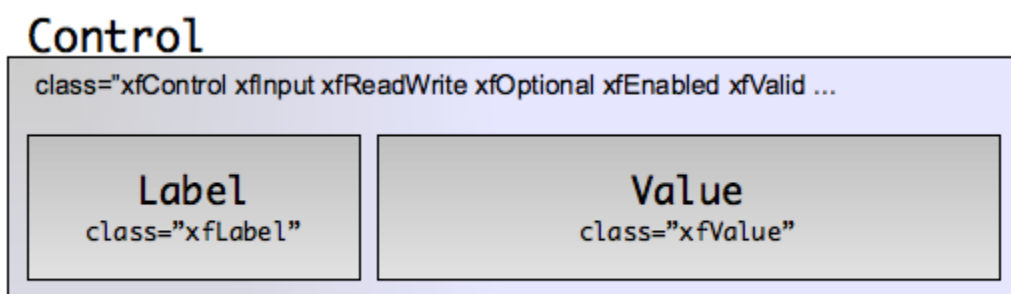 Control
class="xfControl xfInput xfReadWrite xfOptional xfEnabled xfValid ...
Label
class=”xfLabel”
Value
class=”xfValue”